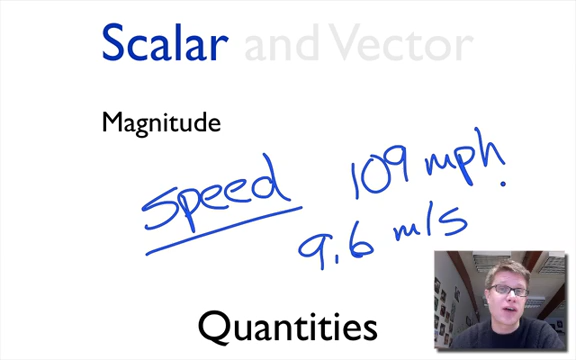 Scalar and Vector
Magnitude
speed 109 mph.
9.6 m/s
Quantities